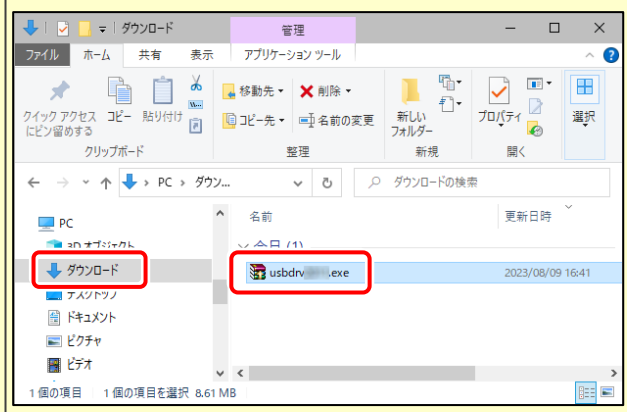 ダウンロード
管理
ファイル ホーム 共有 表示 アプリケーション ツール
クイック アクセス
にピン留めする
コピー
貼り付け
クリップボード
移動先
削除
コピー先
名前の変更
整理
新しい
フォルダー
新規
プロパティ
開く
選択
PC › ダウン...
ダウンロードの検索
名前
更新日時
PC
3D オブジェクト
今日 (1)
ダウンロード
usbdrv
.exe
2023/08/09 16:41
デスクトップ
ドキュメント
ピクチャ
ビデオ
1 個の項目 1 個の項目を選択 8.61 MB